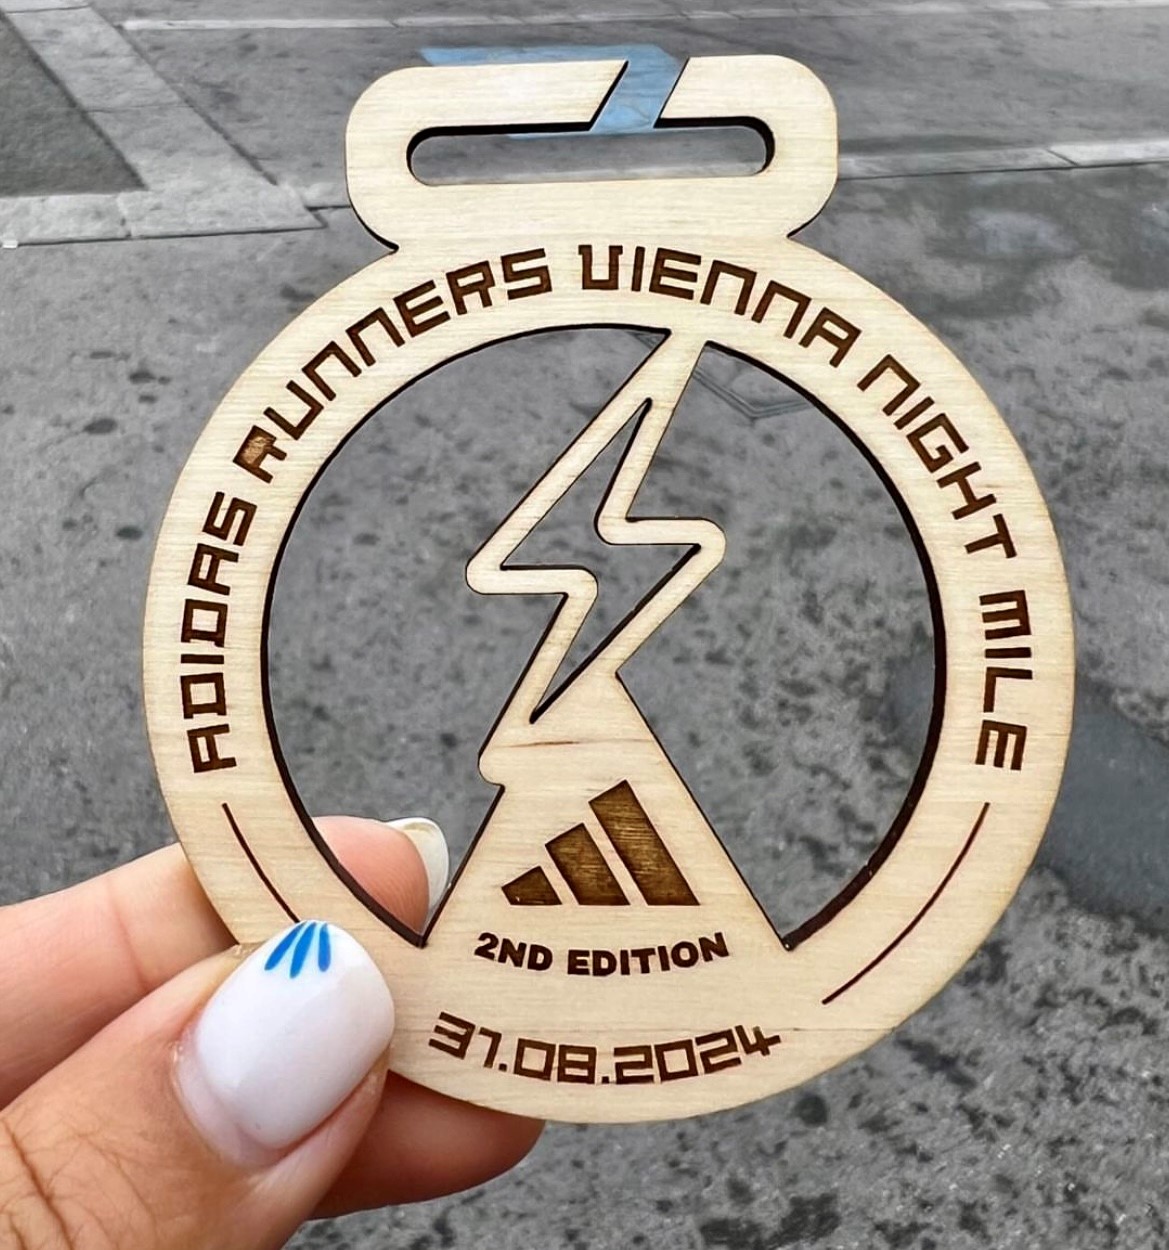 ADIDAS RUNNERS VIENNA NIGHT MILE
2ND EDITION
31.08.2024